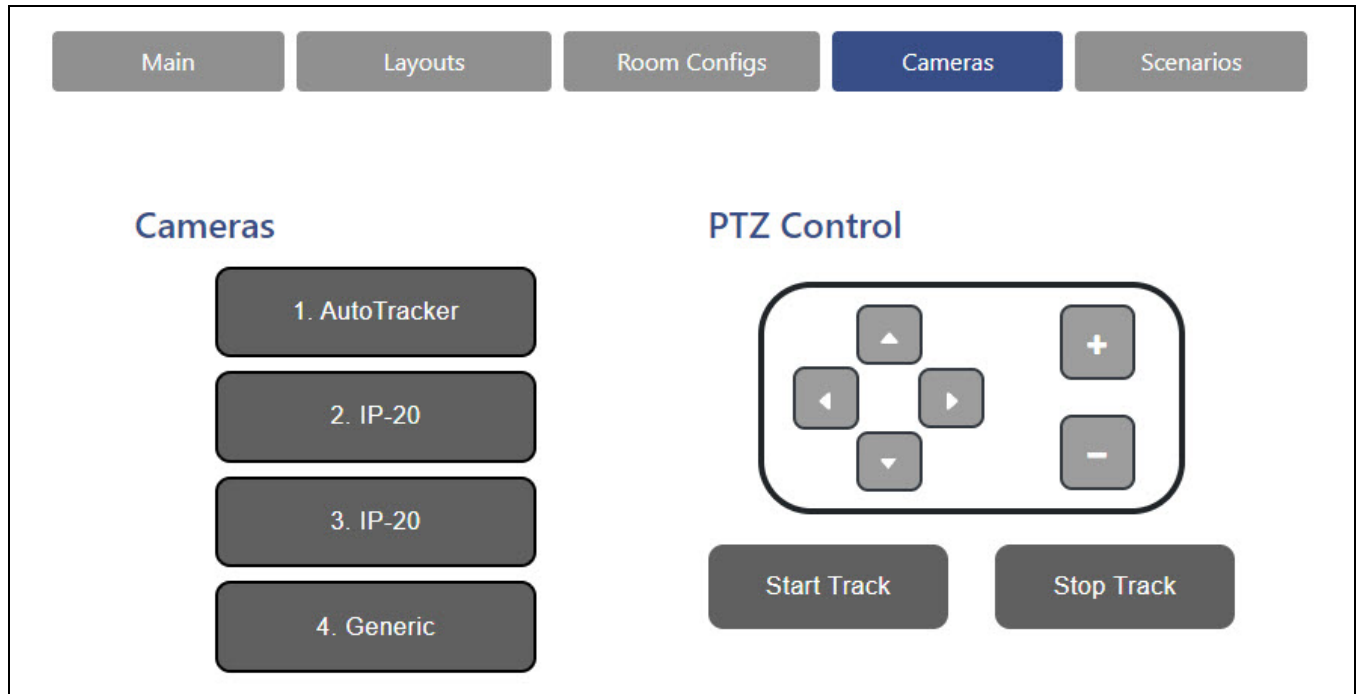 Main
Layouts
Room Configs
Cameras
Scenarios
Cameras
1. AutoTracker
2. IP-20
3. IP-20
4. Generic
PTZ Control
+
−
Start Track
Stop Track